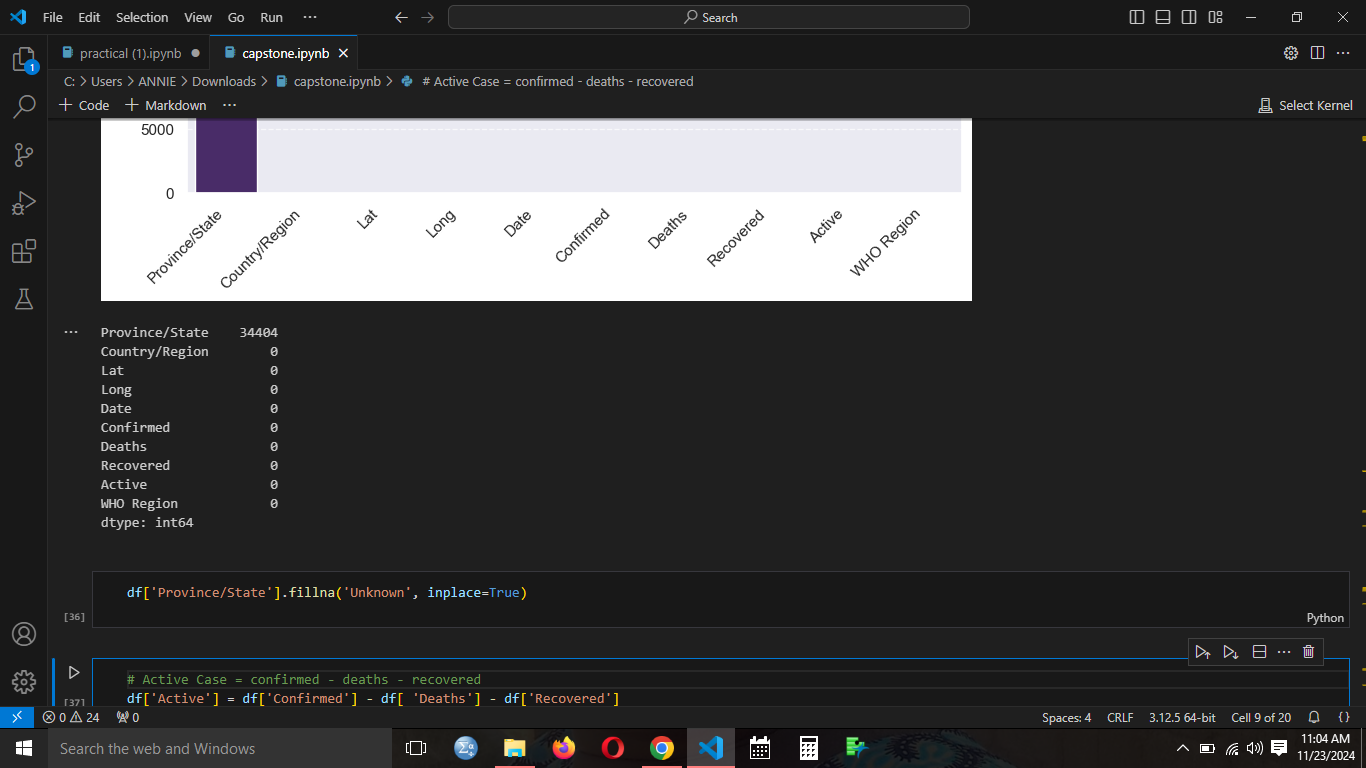 File Edit Selection View Go Run ··· Search
practical (1).ipynb capstone.ipynb
C: > Users > ANNIE > Downloads > capstone.ipynb > # Active Case = confirmed - deaths - recovered
+ Code + Markdown ··· Select Kernel
1
5000
0
Province/State Country/Region Lat Long Date Confirmed Deaths Recovered Active WHO Region
··· Province/State 34404
Country/Region 0
Lat 0
Long 0
Date 0
Confirmed 0
Deaths 0
Recovered 0
Active 0
WHO Region 0
dtype: int64
df['Province/State'].fillna('Unknown', inplace=True)
[36] Python
# Active Case = confirmed - deaths - recovered
[37] df['Active'] = df['Confirmed'] - df[ 'Deaths'] - df['Recovered']
0 24 0 Spaces: 4 CRLF 3.12.5 64-bit Cell 9 of 20 {}
Search the web and Windows
11:04 AM
11/23/2024